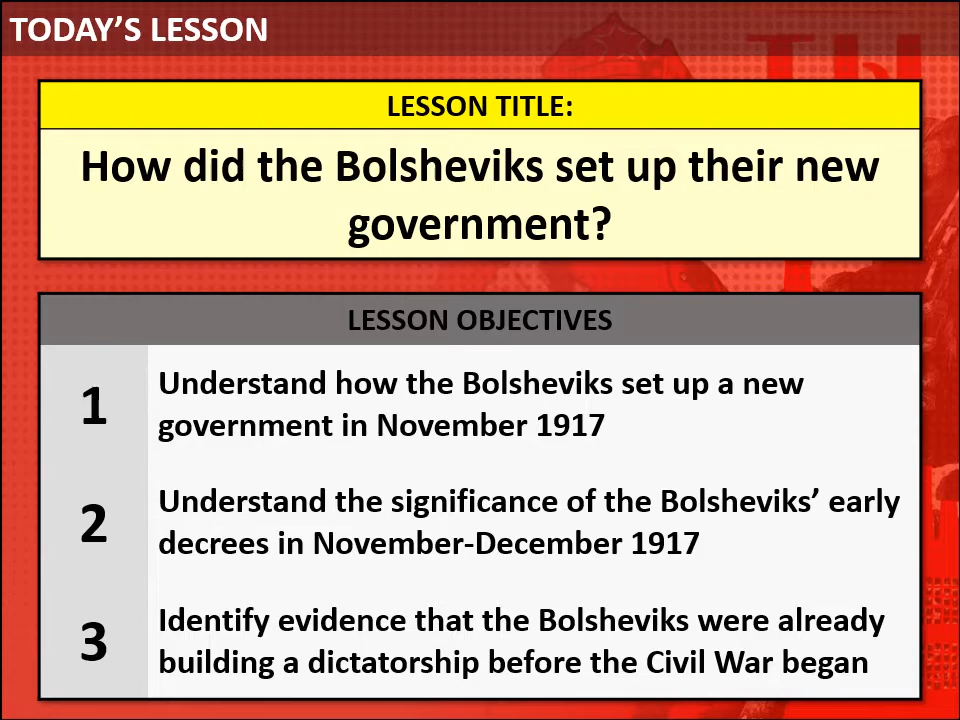 TODAY’S LESSON
LESSON TITLE:
How did the Bolsheviks set up their new
government?
LESSON OBJECTIVES
1
Understand how the Bolsheviks set up a new
government in November 1917
2
Understand the significance of the Bolsheviks’ early
decrees in November-December 1917
3
Identify evidence that the Bolsheviks were already
building a dictatorship before the Civil War began